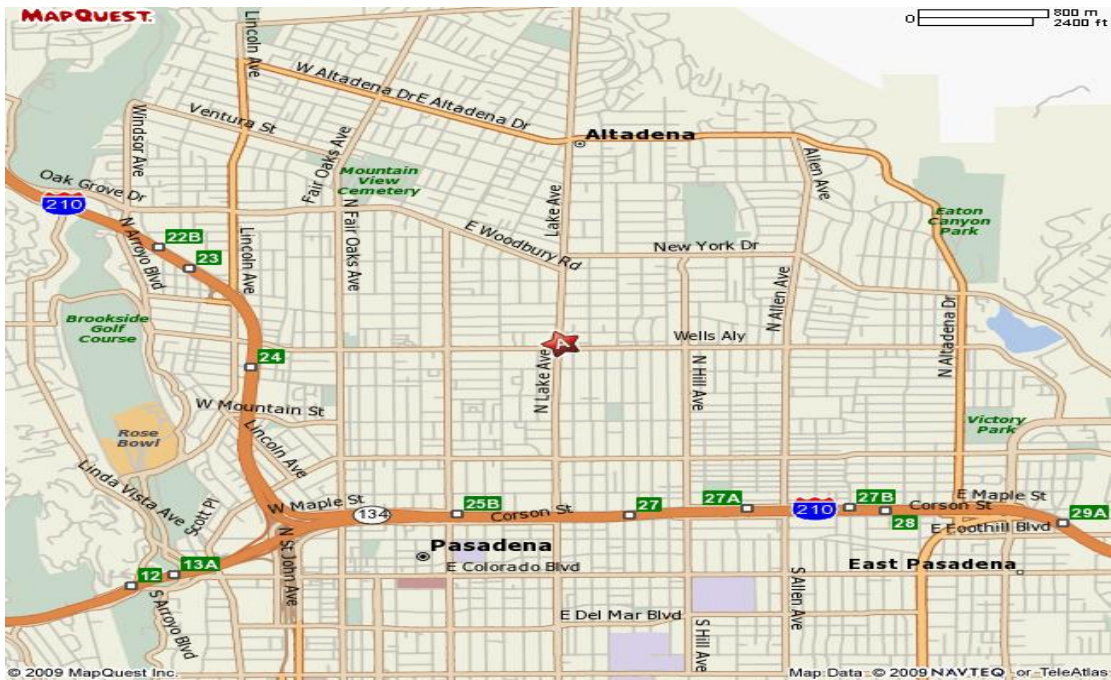 MAPQUEST.
0
800 m
2400 ft
Lincoln Ave
W Altadena Dr
E Altadena Dr
Altadena
Windsor Ave
Ventura St
Fair Oaks Ave
Mountain
View
Cemetery
Lake Ave
Allen Ave
Oak Grove Dr
210
Eaton
Canyon
Park
N Arroyo Blvd
22B
23
Lincoln Ave
N Fair Oaks Ave
E Woodbury Rd
New York Dr
N Allen Ave
N Altadena Dr
Brookside
Golf
Course
A
Wells Aly
24
N Lake Ave
N Hill Ave
W Mountain St
Rose
Bowl
Lincoln Ave
Victory
Park
Linda Vista Ave
Scott Pl
W Maple St
134
25B
Corson St
27
27A
210
27B
28
E Maple St
Corson St
29A
E Foothill Blvd
N St. John Ave
Pasadena
E Colorado Blvd
East Pasadena
12
13A
S Arroyo Blvd
E Del Mar Blvd
S Hill Ave
S Allen Ave
© 2009 MapQuest Inc.
Map Data © 2009 NAVTEQ or TeleAtlas